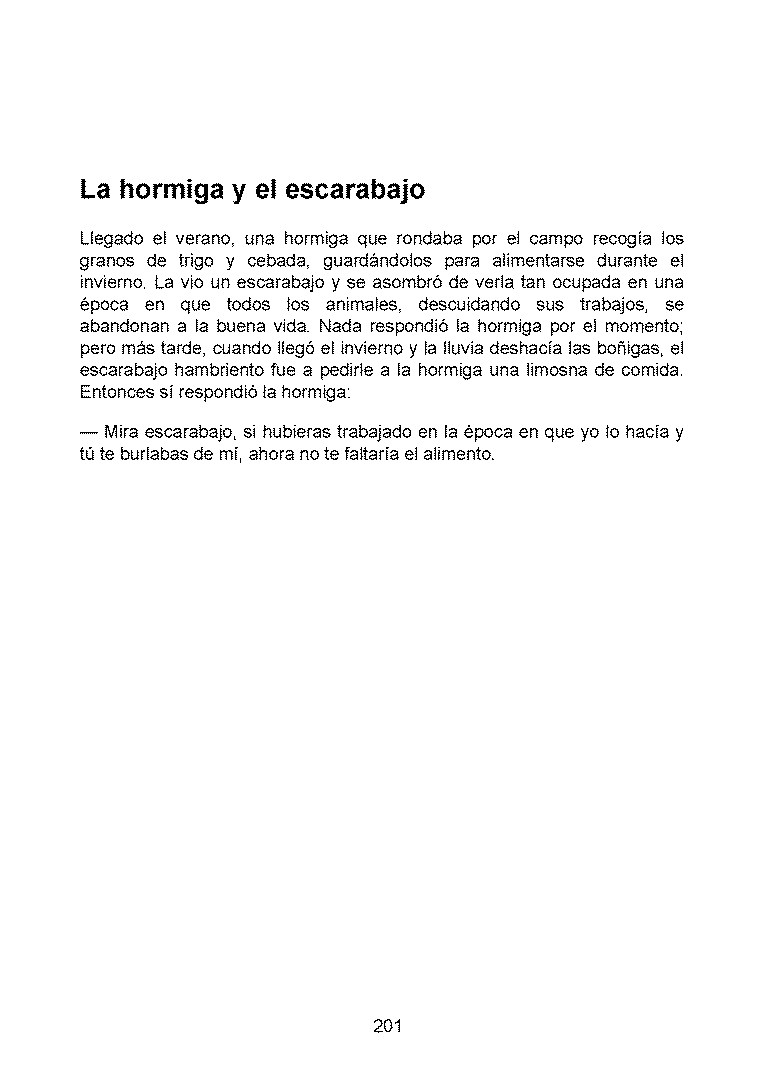 La hormiga y el escarabajo
Llegado el verano, una hormiga que rondaba por el campo recogía los
granos de trigo y cebada, guardándolos para alimentarse durante el
invierno. La vio un escarabajo y se asombró de verla tan ocupada en una
época en que todos los animales, descuidando sus trabajos, se
abandonan a la buena vida. Nada respondió la hormiga por el momento;
pero más tarde, cuando llegó el invierno y la lluvia deshacía las boñigas, el
escarabajo hambriento fue a pedirle a la hormiga una limosna de comida.
Entonces sí respondió la hormiga:
— Mira escarabajo, si hubieras trabajado en la época en que yo lo hacía y
tú te burlabas de mí, ahora no te faltaría el alimento.
201